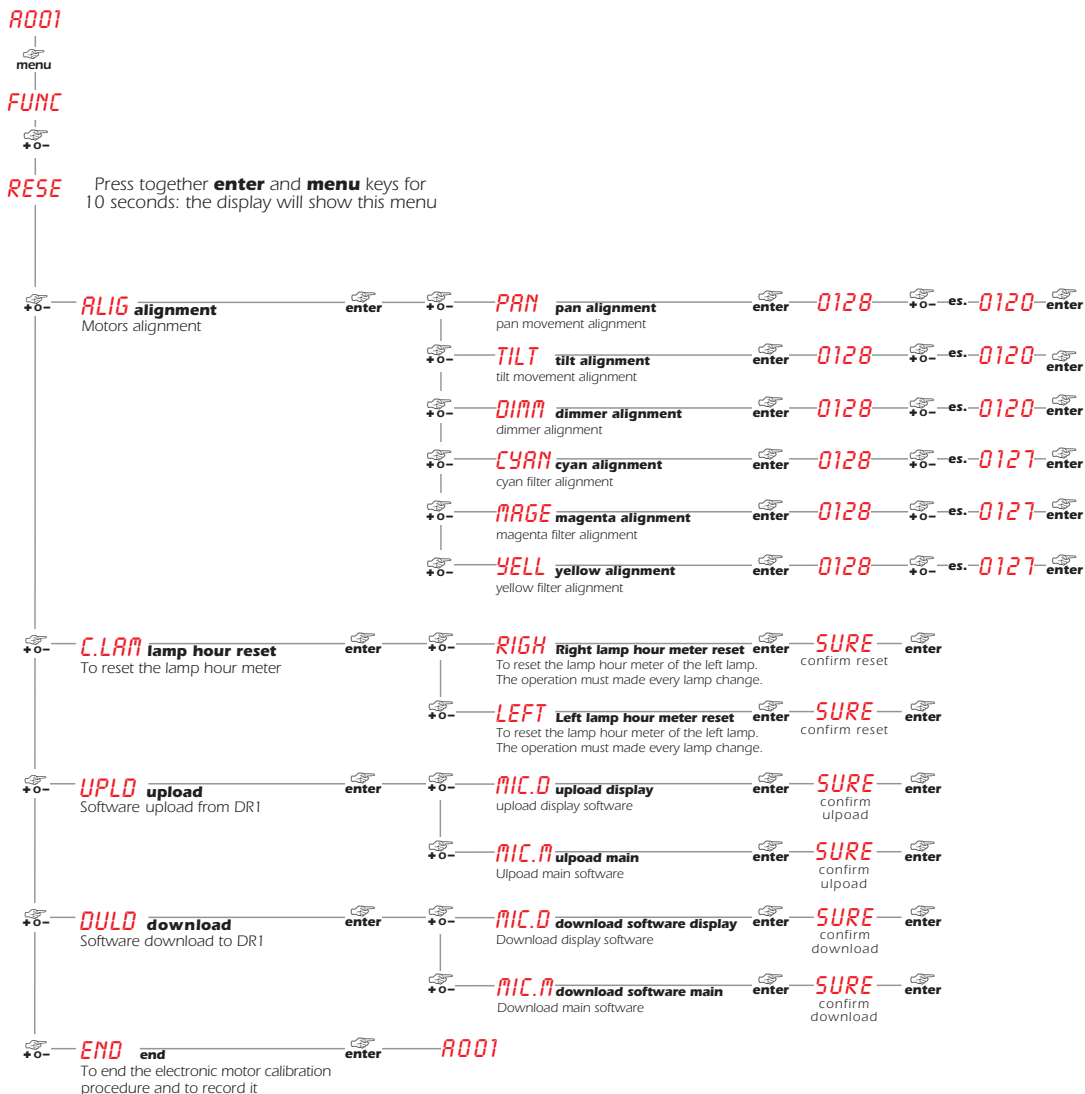 A001
menu
FUNC
+ o -
RESE Press together enter and menu keys for
10 seconds: the display will show this menu
+ o - ALIG alignment enter + o - PAN pan alignment enter 0128 + o - es. 0120 enter
Motors alignment pan movement alignment
+ o - TILT tilt alignment enter 0128 + o - es. 0120 enter
tilt movement alignment
+ o - DIMM dimmer alignment enter 0128 + o - es. 0120 enter
dimmer alignment
+ o - CYAN cyan alignment enter 0128 + o - es. 0127 enter
cyan filter alignment
+ o - MAGE magenta alignment enter 0128 + o - es. 0127 enter
magenta filter alignment
+ o - YELL yellow alignment enter 0128 + o - es. 0127 enter
yellow filter alignment
+ o - C.LAM lamp hour reset enter + o - RIGH Right lamp hour meter reset enter SURE enter
To reset the lamp hour meter To reset the lamp hour meter of the left lamp. confirm reset
The operation must made every lamp change.
+ o - LEFT Left lamp hour meter reset enter SURE enter
To reset the lamp hour meter of the left lamp. confirm reset
The operation must made every lamp change.
+ o - UPLD upload enter + o - MIC.D upload display enter SURE enter
Software upload from DR1 upload display software confirm
ulpoad
+ o - MIC.M ulpoad main enter SURE enter
Ulpoad main software confirm
ulpoad
+ o - DULD download enter + o - MIC.D download software display enter SURE enter
Software download to DR1 Download display software confirm
download
+ o - MIC.M download software main enter SURE enter
Download main software confirm
download
+ o - END end enter A001
To end the electronic motor calibration
procedure and to record it